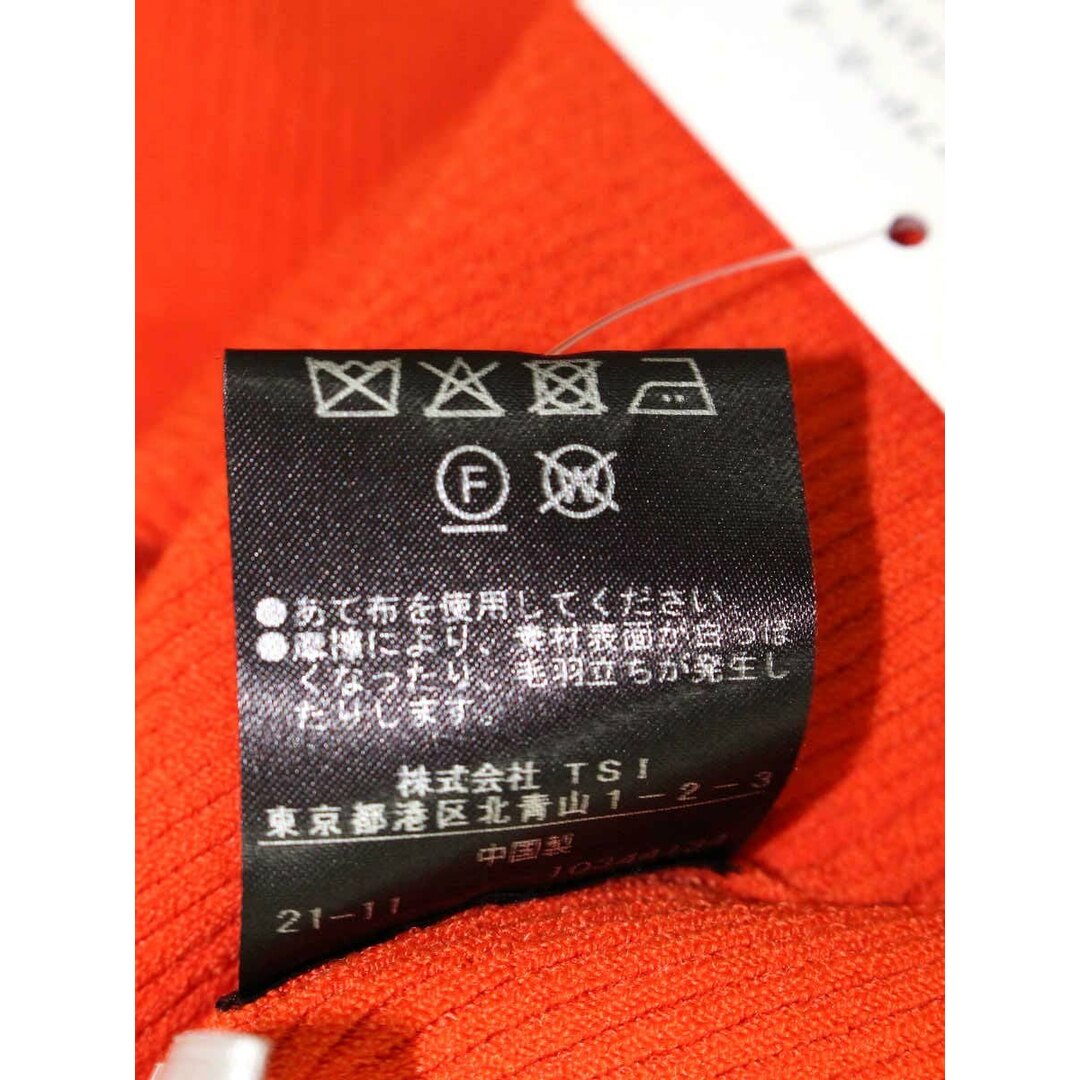 F
W
●あて布を使用してください。
●摩擦により、素材表面が白っぽ
くなったり、毛羽立ちが発生し
たりします。
株式会社 TSI
東京都港区北青山1-2-3
中国製
21-11